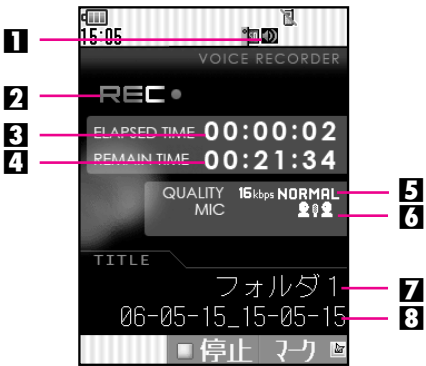 15:05
1
VOICE RECORDER
2
REC
3
ELAPSED TIME 00:00:02
4
REMAIN TIME 00:21:34
QUALITY 16kbps NORMAL
5
MIC
6
TITLE
フォルダ1
7
06-05-15_15-05-15
8
停止 マーク